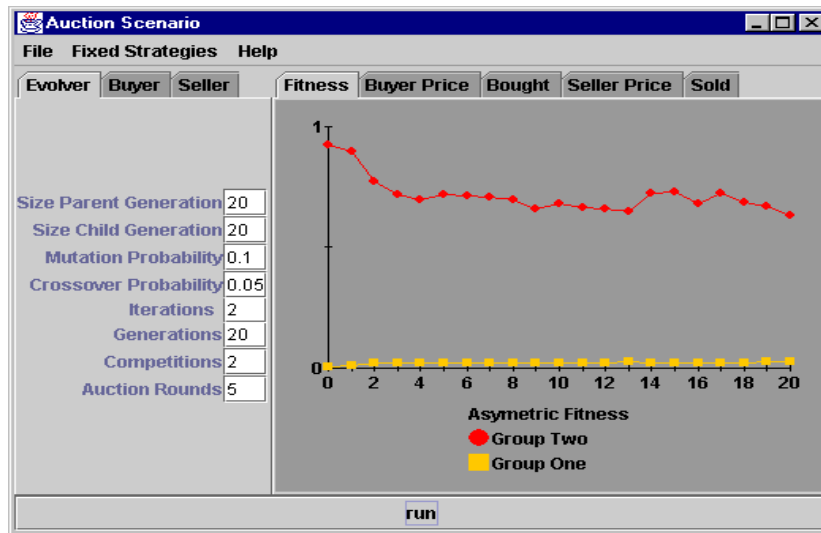 Auction Scenario
File Fixed Strategies Help
Evolver Buyer Seller
Fitness Buyer Price Bought Seller Price Sold
Size Parent Generation 20
Size Child Generation 20
Mutation Probability 0.1
Crossover Probability 0.05
Iterations 2
Generations 20
Competitions 2
Auction Rounds 5
1
0
0 2 4 6 8 10 12 14 16 18 20
Asymetric Fitness
Group Two
Group One
run